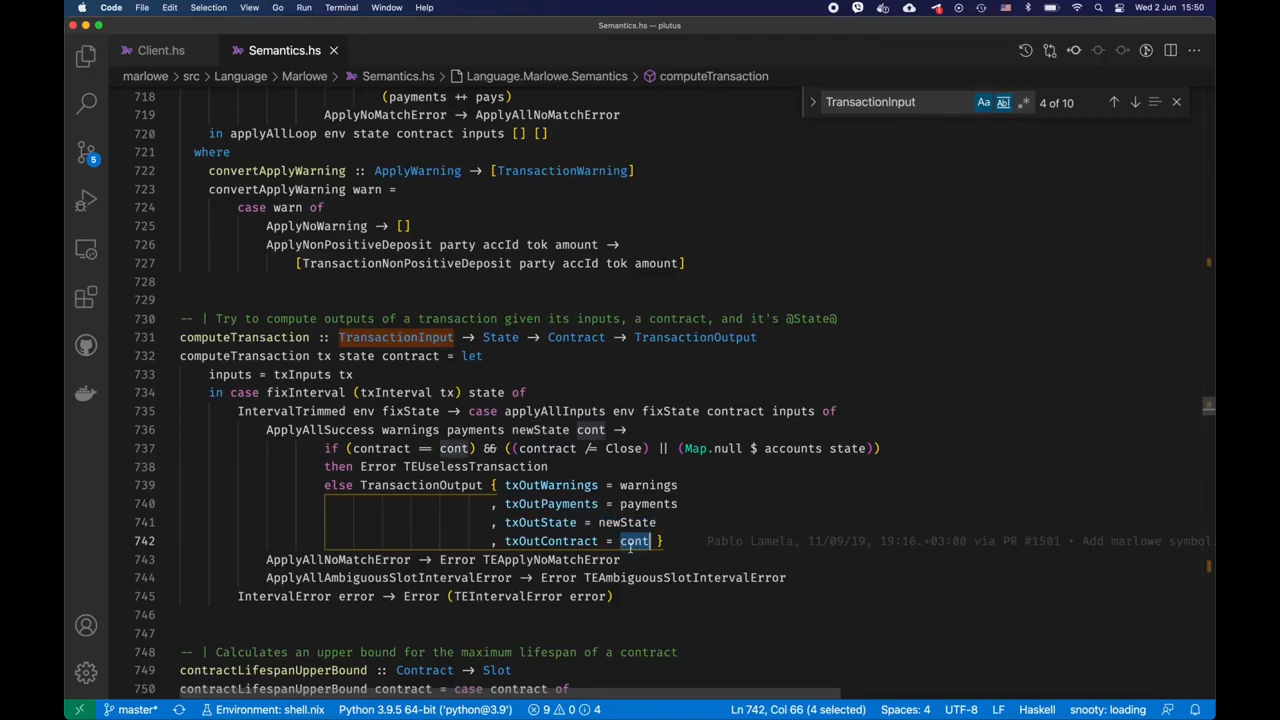 Code File Edit Selection View Go Run Terminal Window Help Wed 2 Jun 15:50
Semantics.hs — plutus
Client.hs Semantics.hs
marlowe > src > Language > Marlowe > Semantics.hs > Language.Marlowe.Semantics > computeTransaction
TransactionInput Aa Ab 4 of 10
718 (payments ++ pays)
719 ApplyNoMatchError → ApplyAllNoMatchError
720 in applyAllLoop env state contract inputs [] []
721 where
722 convertApplyWarning :: ApplyWarning → [TransactionWarning]
723 convertApplyWarning warn =
724 case warn of
725 ApplyNoWarning → []
726 ApplyNonPositiveDeposit party accId tok amount →
727 [TransactionNonPositiveDeposit party accId tok amount]
728
729
730 -- | Try to compute outputs of a transaction given its inputs, a contract, and it's @State@
731 computeTransaction :: TransactionInput → State → Contract → TransactionOutput
732 computeTransaction tx state contract = let
733 inputs = txInputs tx
734 in case fixInterval (txInterval tx) state of
735 IntervalTrimmed env fixState → case applyAllInputs env fixState contract inputs of
736 ApplyAllSuccess warnings payments newState cont →
737 if (contract == cont) && ((contract /= Close) || (Map.null $ accounts state))
738 then Error TEUselessTransaction
739 else TransactionOutput { txOutWarnings = warnings
740 , txOutPayments = payments
741 , txOutState = newState
742 , txOutContract = cont } Pablo Lamela, 11/09/19, 19:16.+03:00 via PR #1501 • Add marlowe symboli
743 ApplyAllNoMatchError → Error TEApplyNoMatchError
744 ApplyAllAmbiguousSlotIntervalError → Error TEAmbiguousSlotIntervalError
745 IntervalError error → Error (TEIntervalError error)
746
747
748 -- | Calculates an upper bound for the maximum lifespan of a contract
749 contractLifespanUpperBound :: Contract → Slot
750 contractLifespanUpperBound contract = case contract of
5
master* Environment: shell.nix Python 3.9.5 64-bit ('python@3.9') 9 0 4 Ln 742, Col 66 (4 selected) Spaces: 4 UTF-8 LF Haskell snooty: loading